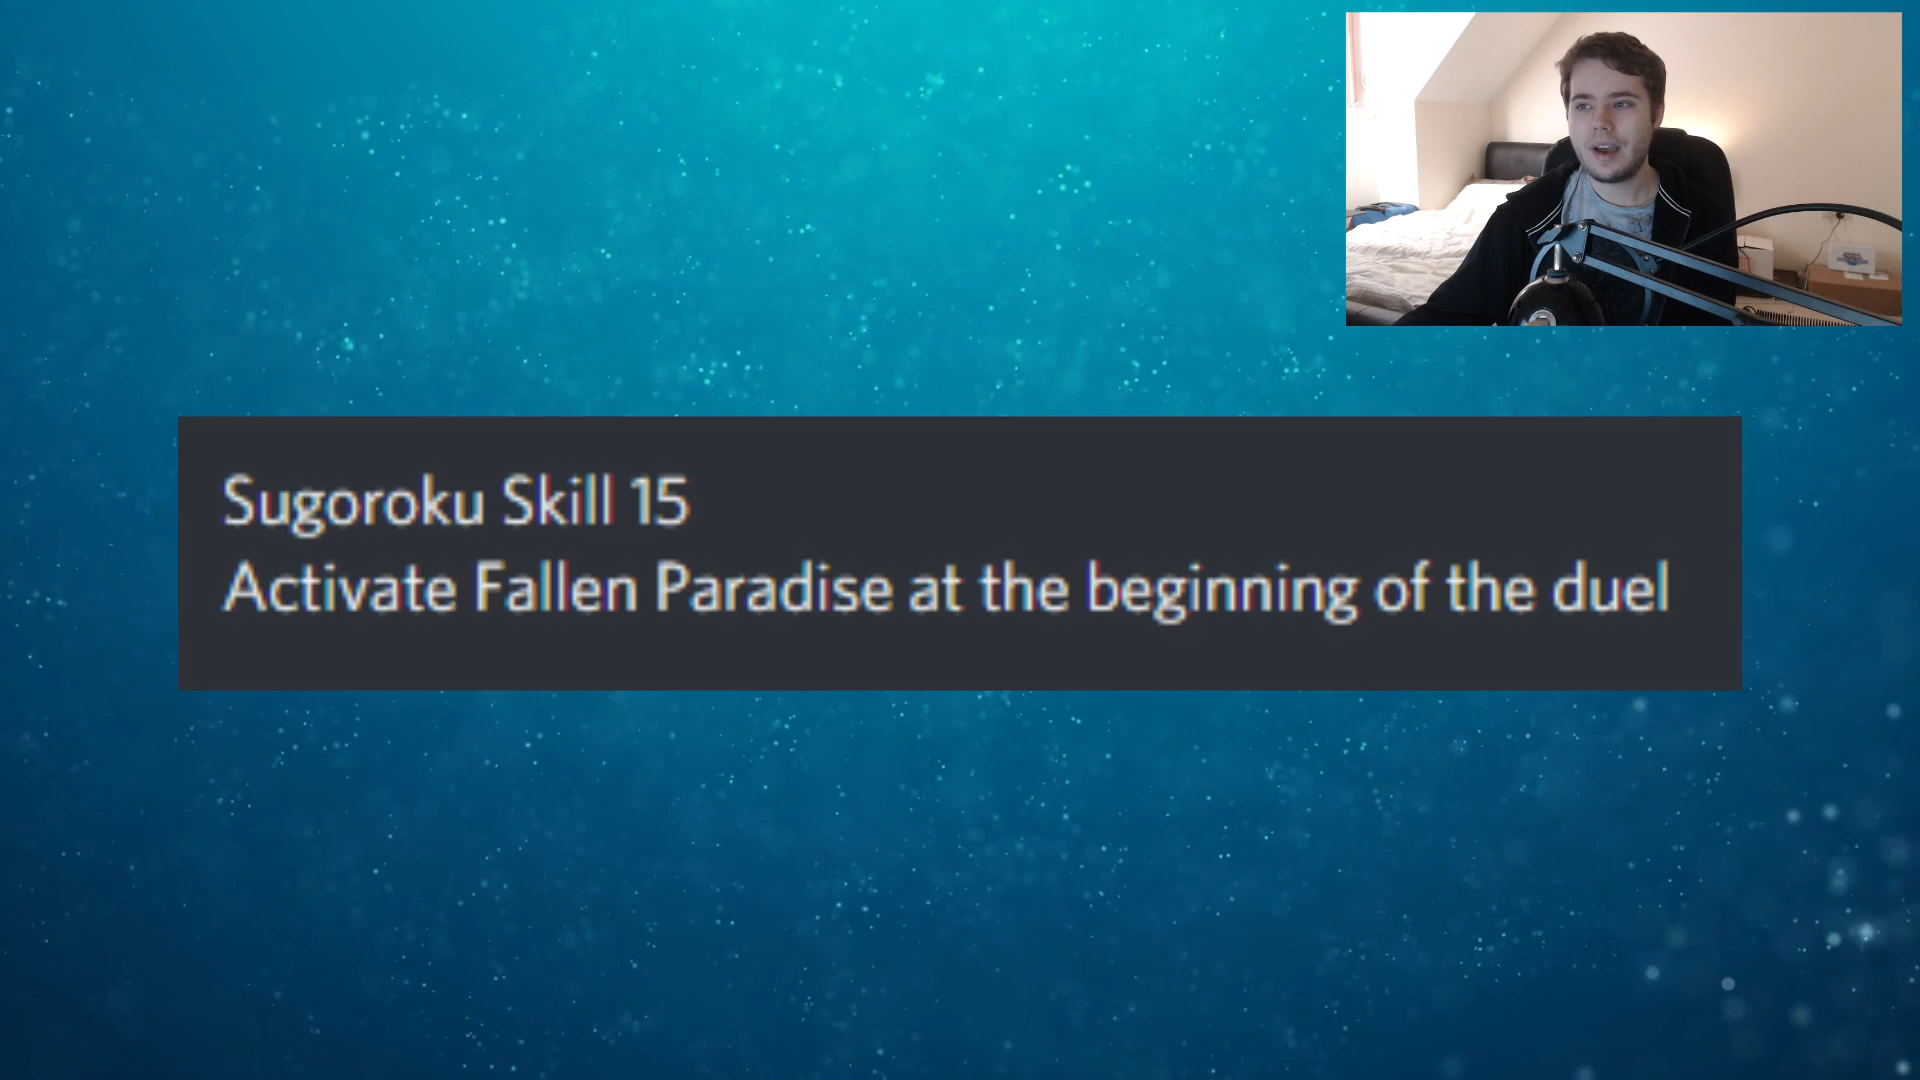 Sugoroku Skill 15
Activate Fallen Paradise at the beginning of the duel